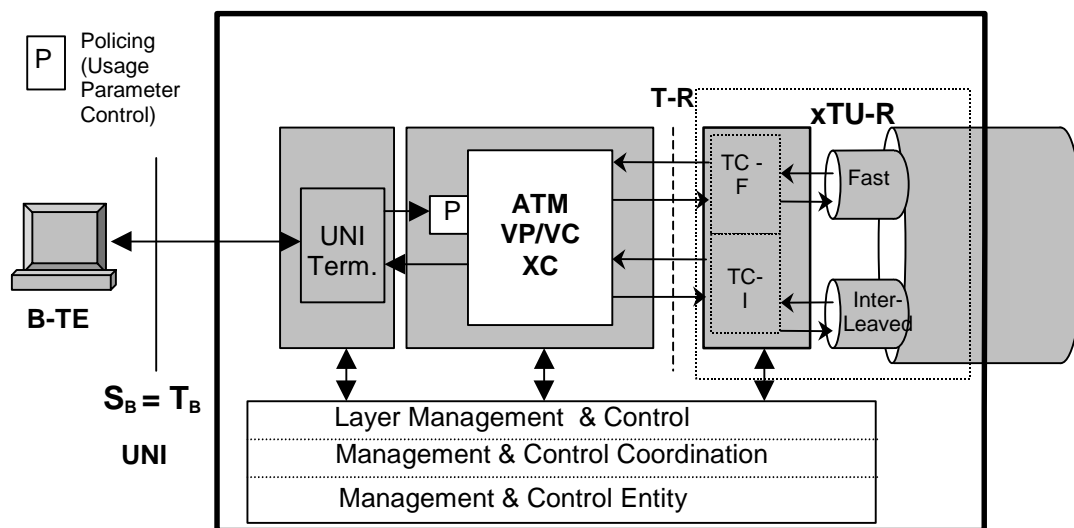 P
Policing
(Usage
Parameter
Control)
T-R
xTU-R
UNI
Term.
P
ATM
VP/VC
XC
TC -
F
TC-
I
Fast
Inter-
Leaved
B-TE
SB = TB
UNI
Layer Management & Control
Management & Control Coordination
Management & Control Entity